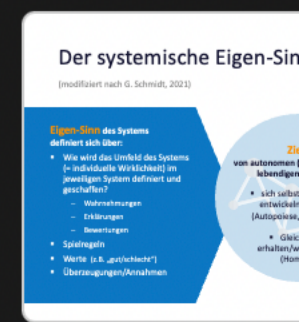 Der systemische Eigen-Sin
(modifiziert nach G. Schmidt, 2021)
Eigen-Sinn des Systems
definiert sich über:
Wie wird das Umfeld des Systems
(= individuelle Wirklichkeit) im
jeweiligen System definiert und
geschaffen?
– Wahrnehmungen
– Erklärungen
– Bewertungen
Spielregeln
Werte (z.B. „gut/schlecht“)
Überzeugungen/Annahmen
Zie
von autonomen (
lebendigen
sich selbst
entwickeln
(Autopoiese,
Gleic
erhalten/w
(Hom